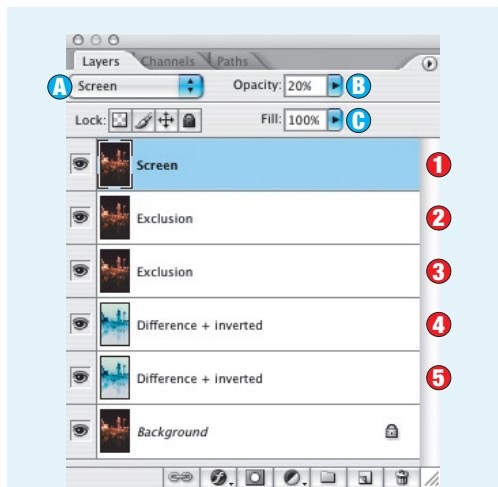 Layers Channels Paths
A Screen Opacity: 20% B
Lock: Fill: 100% C
Screen 1
Exclusion 2
Exclusion 3
Difference + inverted 4
Difference + inverted 5
Background